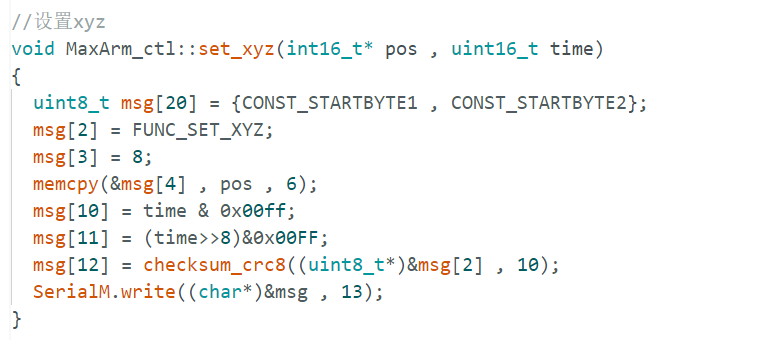 //设置xyz
void MaxArm_ctl::set_xyz(int16_t* pos , uint16_t time)
{
  uint8_t msg[20] = {CONST_STARTBYTE1 , CONST_STARTBYTE2};
  msg[2] = FUNC_SET_XYZ;
  msg[3] = 8;
  memcpy(&msg[4] , pos , 6);
  msg[10] = time & 0x00ff;
  msg[11] = (time>>8)&0x00FF;
  msg[12] = checksum_crc8((uint8_t*)&msg[2] , 10);
  SerialM.write((char*)&msg , 13);
}